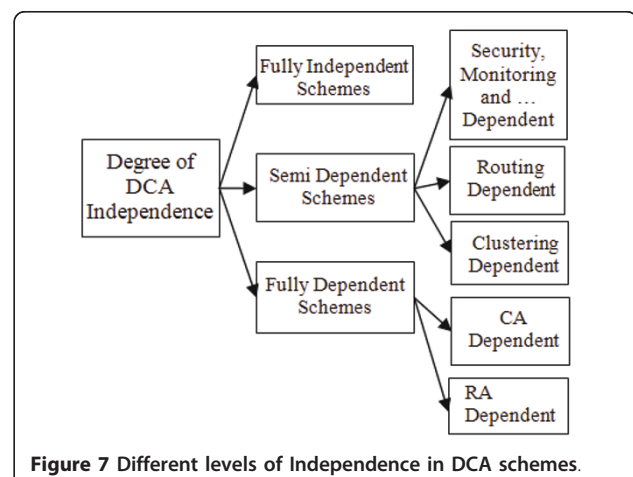 Degree of
DCA
Independence
Fully Independent
Schemes
Semi Dependent
Schemes
Fully Dependent
Schemes
Security,
Monitoring
and ...
Dependent
Routing
Dependent
Clustering
Dependent
CA
Dependent
RA
Dependent
Figure 7 Different levels of Independence in DCA schemes.